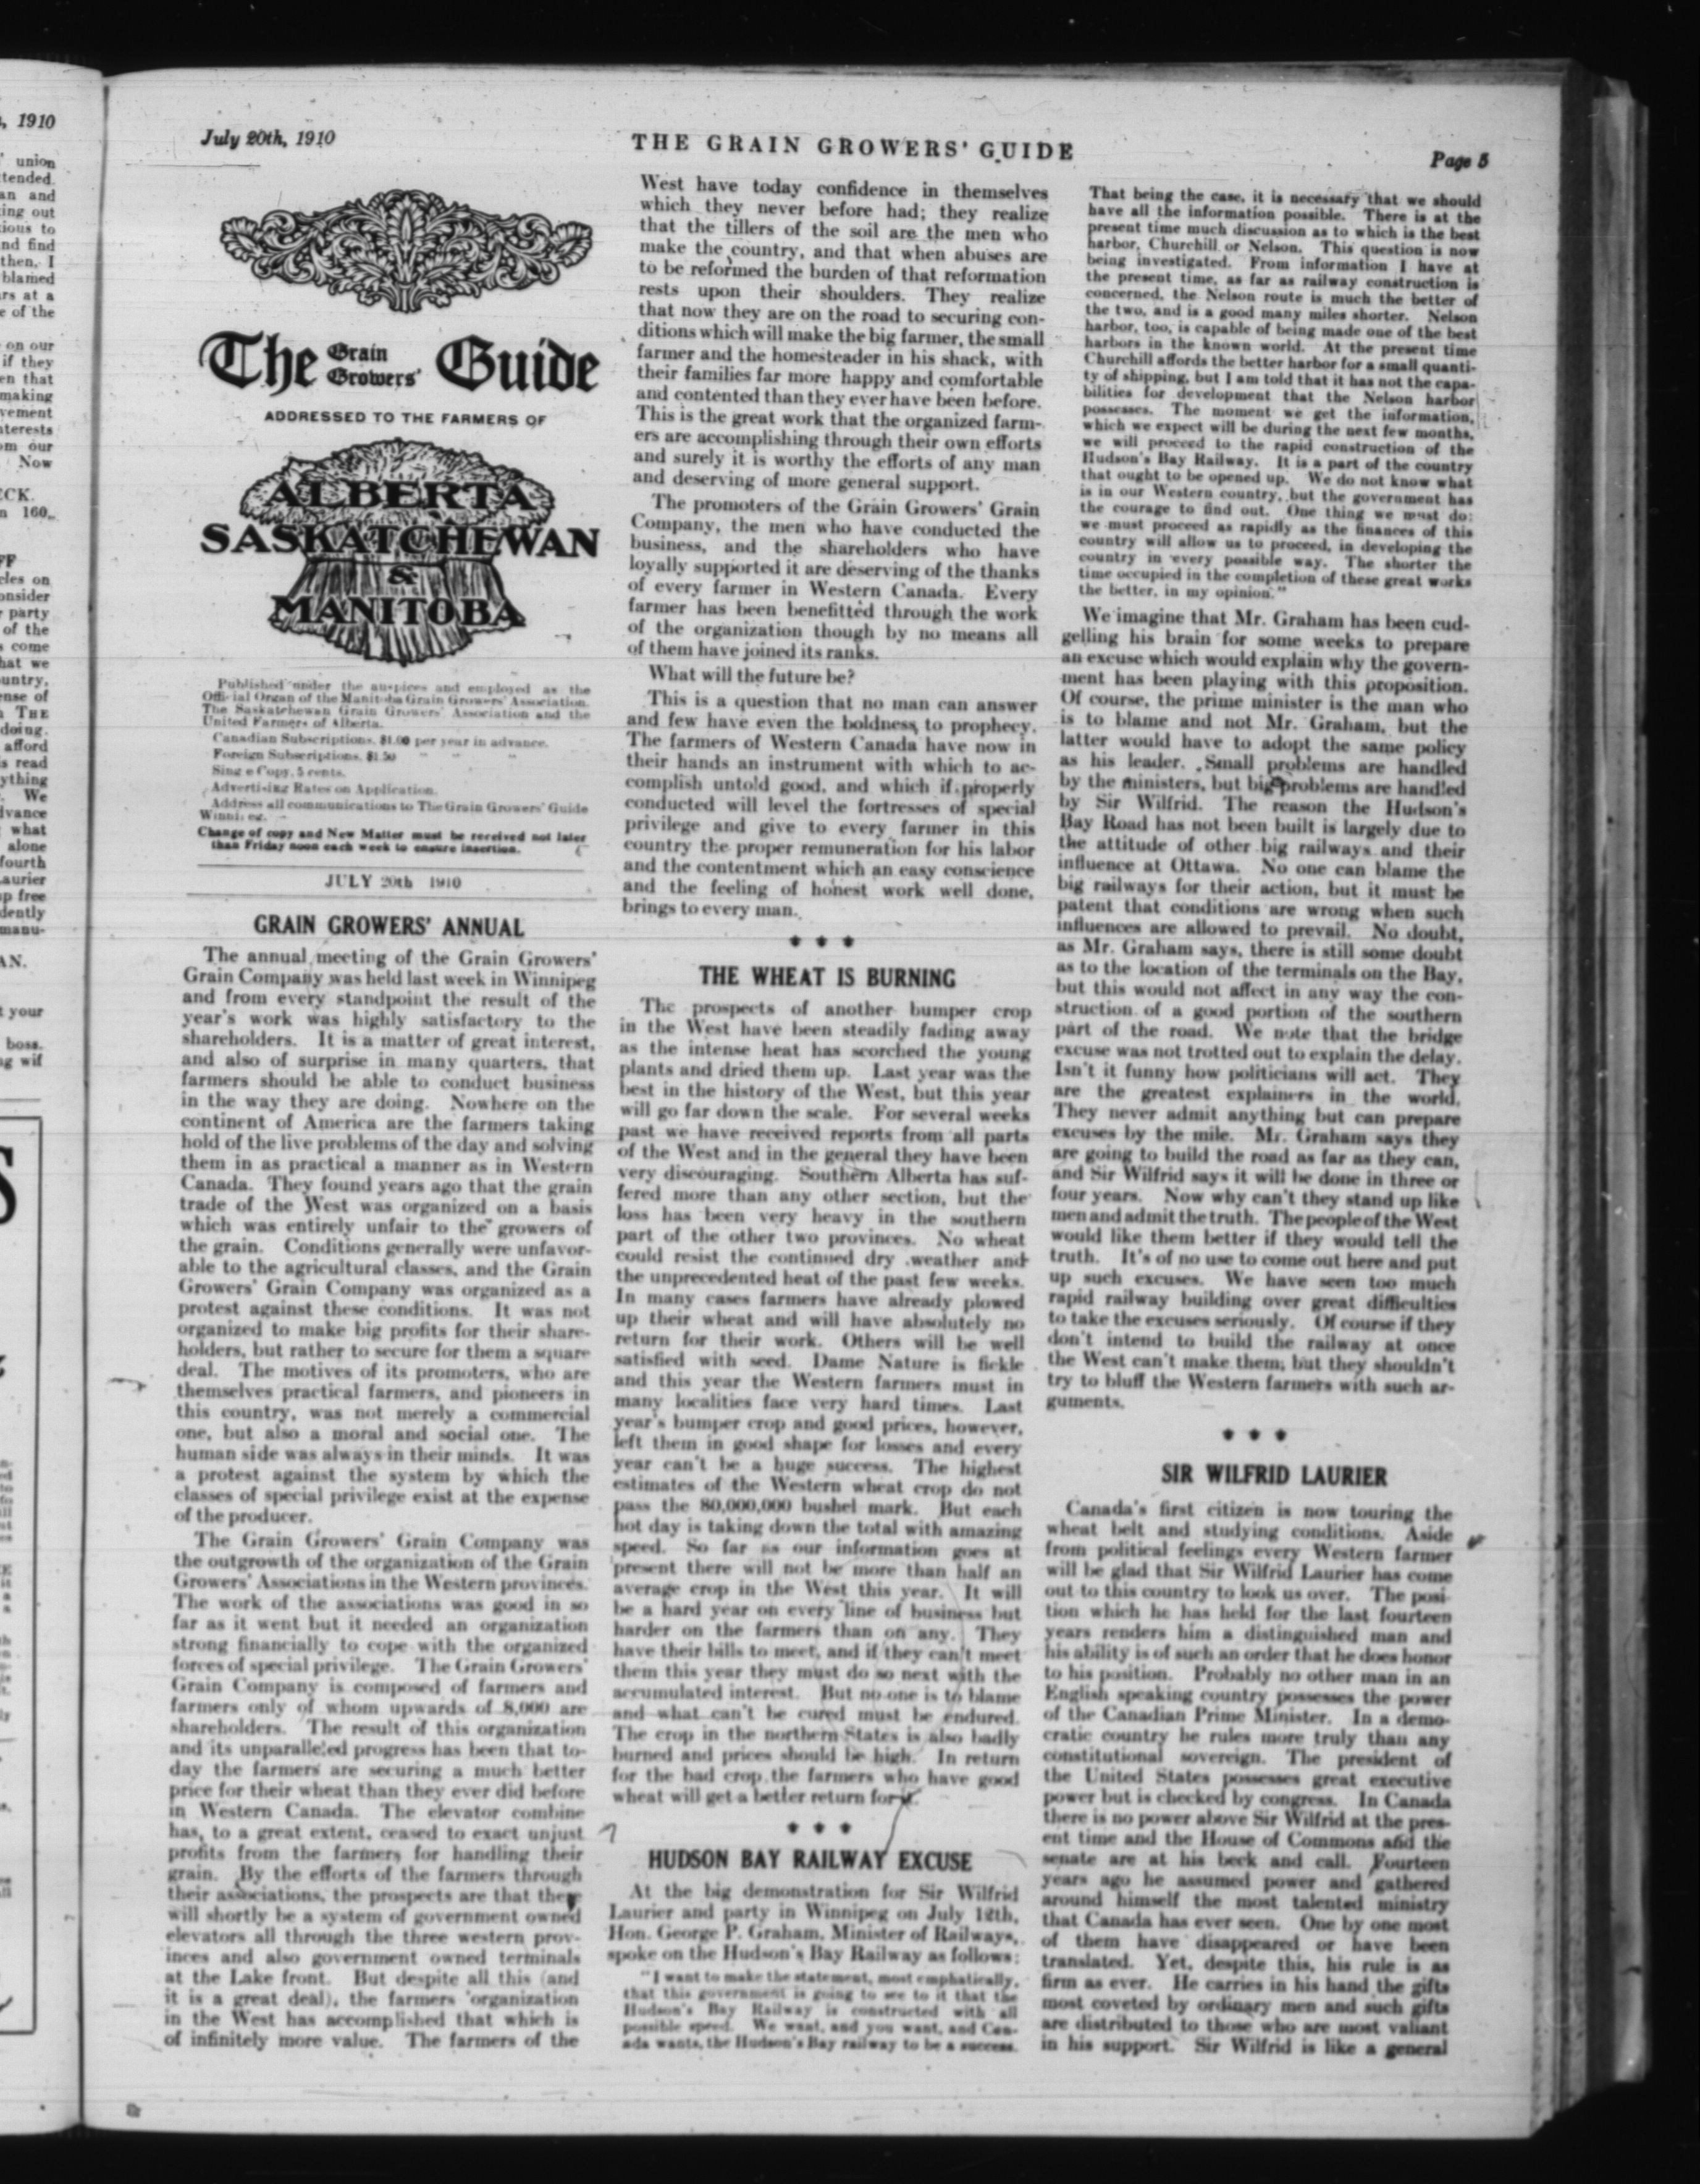 July 20th, 1910
THE GRAIN GROWERS' GUIDE
Page 5
The Grain Growers' Guide
ADDRESSED TO THE FARMERS OF
ALBERTA
SASKATCHEWAN
&
MANITOBA
Published under the auspices and employed as the
Official Organ of the Manitoba Grain Growers' Association.
The Saskatchewan Grain Growers' Association and the
United Farmers of Alberta.
Canadian Subscriptions, $1.00 per year in advance.
Foreign Subscriptions, $1.50 " " "
Single Copy, 5 cents.
Advertising Rates on Application.
Address all communications to The Grain Growers' Guide
Winnipeg.
Change of copy and New Matter must be received not later
than Friday noon each week to ensure insertion.
JULY 20th 1910
GRAIN GROWERS' ANNUAL
The annual meeting of the Grain Growers'
Grain Company was held last week in Winnipeg
and from every standpoint the result of the
year's work was highly satisfactory to the
shareholders. It is a matter of great interest,
and also of surprise in many quarters, that
farmers should be able to conduct business
in the way they are doing. Nowhere on the
continent of America are the farmers taking
hold of the live problems of the day and solving
them in as practical a manner as in Western
Canada. They found years ago that the grain
trade of the West was organized on a basis
which was entirely unfair to the growers of
the grain. Conditions generally were unfavor-
able to the agricultural classes, and the Grain
Growers' Grain Company was organized as a
protest against these conditions. It was not
organized to make big profits for their share-
holders, but rather to secure for them a square
deal. The motives of its promoters, who are
themselves practical farmers, and pioneers in
this country, was not merely a commercial
one, but also a moral and social one. The
human side was always in their minds. It was
a protest against the system by which the
classes of special privilege exist at the expense
of the producer.
The Grain Growers' Grain Company was
the outgrowth of the organization of the Grain
Growers' Associations in the Western provinces.
The work of the associations was good in so
far as it went but it needed an organization
strong financially to cope with the organized
forces of special privilege. The Grain Growers'
Grain Company is composed of farmers and
farmers only of whom upwards of 8,000 are
shareholders. The result of this organization
and its unparalleled progress has been that to-
day the farmers are securing a much better
price for their wheat than they ever did before
in Western Canada. The elevator combine
has, to a great extent, ceased to exact unjust
profits from the farmers for handling their
grain. By the efforts of the farmers through
their associations, the prospects are that there
will shortly be a system of government owned
elevators all through the three western prov-
inces and also government owned terminals
at the Lake front. But despite all this (and
it is a great deal), the farmers 'organization
in the West has accomplished that which is
of infinitely more value. The farmers of the
West have today confidence in themselves
which they never before had; they realize
that the tillers of the soil are the men who
make the country, and that when abuses are
to be reformed the burden of that reformation
rests upon their shoulders. They realize
that now they are on the road to securing con-
ditions which will make the big farmer, the small
farmer and the homesteader in his shack, with
their families far more happy and comfortable
and contented than they ever have been before.
This is the great work that the organized farm-
ers are accomplishing through their own efforts
and surely it is worthy the efforts of any man
and deserving of more general support.
The promoters of the Grain Growers' Grain
Company, the men who have conducted the
business, and the shareholders who have
loyally supported it are deserving of the thanks
of every farmer in Western Canada. Every
farmer has been benefitted through the work
of the organization though by no means all
of them have joined its ranks.
What will the future be?
This is a question that no man can answer
and few have even the boldness to prophecy.
The farmers of Western Canada have now in
their hands an instrument with which to ac-
complish untold good, and which if properly
conducted will level the fortresses of special
privilege and give to every farmer in this
country the proper remuneration for his labor
and the contentment which an easy conscience
and the feeling of honest work well done,
brings to every man.
* * *
THE WHEAT IS BURNING
The prospects of another bumper crop
in the West have been steadily fading away
as the intense heat has scorched the young
plants and dried them up. Last year was the
best in the history of the West, but this year
will go far down the scale. For several weeks
past we have received reports from all parts
of the West and in the general they have been
very discouraging. Southern Alberta has suf-
fered more than any other section, but the
loss has been very heavy in the southern
part of the other two provinces. No wheat
could resist the continued dry weather and
the unprecedented heat of the past few weeks.
In many cases farmers have already plowed
up their wheat and will have absolutely no
return for their work. Others will be well
satisfied with seed. Dame Nature is fickle
and this year the Western farmers must in
many localities face very hard times. Last
year's bumper crop and good prices, however,
left them in good shape for losses and every
year can't be a huge success. The highest
estimates of the Western wheat crop do not
pass the 80,000,000 bushel mark. But each
hot day is taking down the total with amazing
speed. So far as our information goes at
present there will not be more than half an
average crop in the West this year. It will
be a hard year on every line of business but
harder on the farmers than on any. They
have their bills to meet, and if they can't meet
them this year they must do so next with the
accumulated interest. But no one is to blame
and what can't be cured must be endured.
The crop in the northern States is also badly
burned and prices should be high. In return
for the bad crop the farmers who have good
wheat will get a better return for it.
* * *
HUDSON BAY RAILWAY EXCUSE
At the big demonstration for Sir Wilfrid
Laurier and party in Winnipeg on July 12th,
Hon. George P. Graham, Minister of Railways,
spoke on the Hudson's Bay Railway as follows:
"I want to make the statement, most emphatically,
that this government is going to see to it that the
Hudson's Bay Railway is constructed with all
possible speed. We want, and you want, and Can-
ada wants, the Hudson's Bay railway to be a success.
That being the case, it is necessary that we should
have all the information possible. There is at the
present time much discussion as to which is the best
harbor, Churchill or Nelson. This question is now
being investigated. From information I have at
the present time, as far as railway construction is
concerned, the Nelson route is much the better of
the two, and is a good many miles shorter. Nelson
harbor, too, is capable of being made one of the best
harbors in the known world. At the present time
Churchill affords the better harbor for a small quanti-
ty of shipping, but I am told that it has not the capa-
bilities for development that the Nelson harbor
possesses. The moment we get the information,
which we expect will be during the next few months,
we will proceed to the rapid construction of the
Hudson's Bay Railway. It is a part of the country
that ought to be opened up. We do not know what
is in our Western country, but the government has
the courage to find out. One thing we must do:
we must proceed as rapidly as the finances of this
country will allow us to proceed, in developing the
country in every possible way. The shorter the
time occupied in the completion of these great works
the better, in my opinion."
We imagine that Mr. Graham has been cud-
gelling his brain for some weeks to prepare
an excuse which would explain why the govern-
ment has been playing with this proposition.
Of course, the prime minister is the man who
is to blame and not Mr. Graham, but the
latter would have to adopt the same policy
as his leader. Small problems are handled
by the ministers, but big problems are handled
by Sir Wilfrid. The reason the Hudson's
Bay Road has not been built is largely due to
the attitude of other big railways and their
influence at Ottawa. No one can blame the
big railways for their action, but it must be
patent that conditions are wrong when such
influences are allowed to prevail. No doubt,
as Mr. Graham says, there is still some doubt
as to the location of the terminals on the Bay,
but this would not affect in any way the con-
struction of a good portion of the southern
part of the road. We note that the bridge
excuse was not trotted out to explain the delay.
Isn't it funny how politicians will act. They
are the greatest explainers in the world.
They never admit anything but can prepare
excuses by the mile. Mr. Graham says they
are going to build the road as far as they can,
and Sir Wilfrid says it will be done in three or
four years. Now why can't they stand up like
men and admit the truth. The people of the West
would like them better if they would tell the
truth. It's of no use to come out here and put
up such excuses. We have seen too much
rapid railway building over great difficulties
to take the excuses seriously. Of course if they
don't intend to build the railway at once
the West can't make them, but they shouldn't
try to bluff the Western farmers with such ar-
guments.
* * *
SIR WILFRID LAURIER
Canada's first citizen is now touring the
wheat belt and studying conditions. Aside
from political feelings every Western farmer
will be glad that Sir Wilfrid Laurier has come
out to this country to look us over. The posi-
tion which he has held for the last fourteen
years renders him a distinguished man and
his ability is of such an order that he does honor
to his position. Probably no other man in an
English speaking country possesses the power
of the Canadian Prime Minister. In a demo-
cratic country he rules more truly than any
constitutional sovereign. The president of
the United States possesses great executive
power but is checked by congress. In Canada
there is no power above Sir Wilfrid at the pres-
ent time and the House of Commons and the
senate are at his beck and call. Fourteen
years ago he assumed power and gathered
around himself the most talented ministry
that Canada has ever seen. One by one most
of them have disappeared or have been
translated. Yet, despite this, his rule is as
firm as ever. He carries in his hand the gifts
most coveted by ordinary men and such gifts
are distributed to those who are most valiant
in his support. Sir Wilfrid is like a general